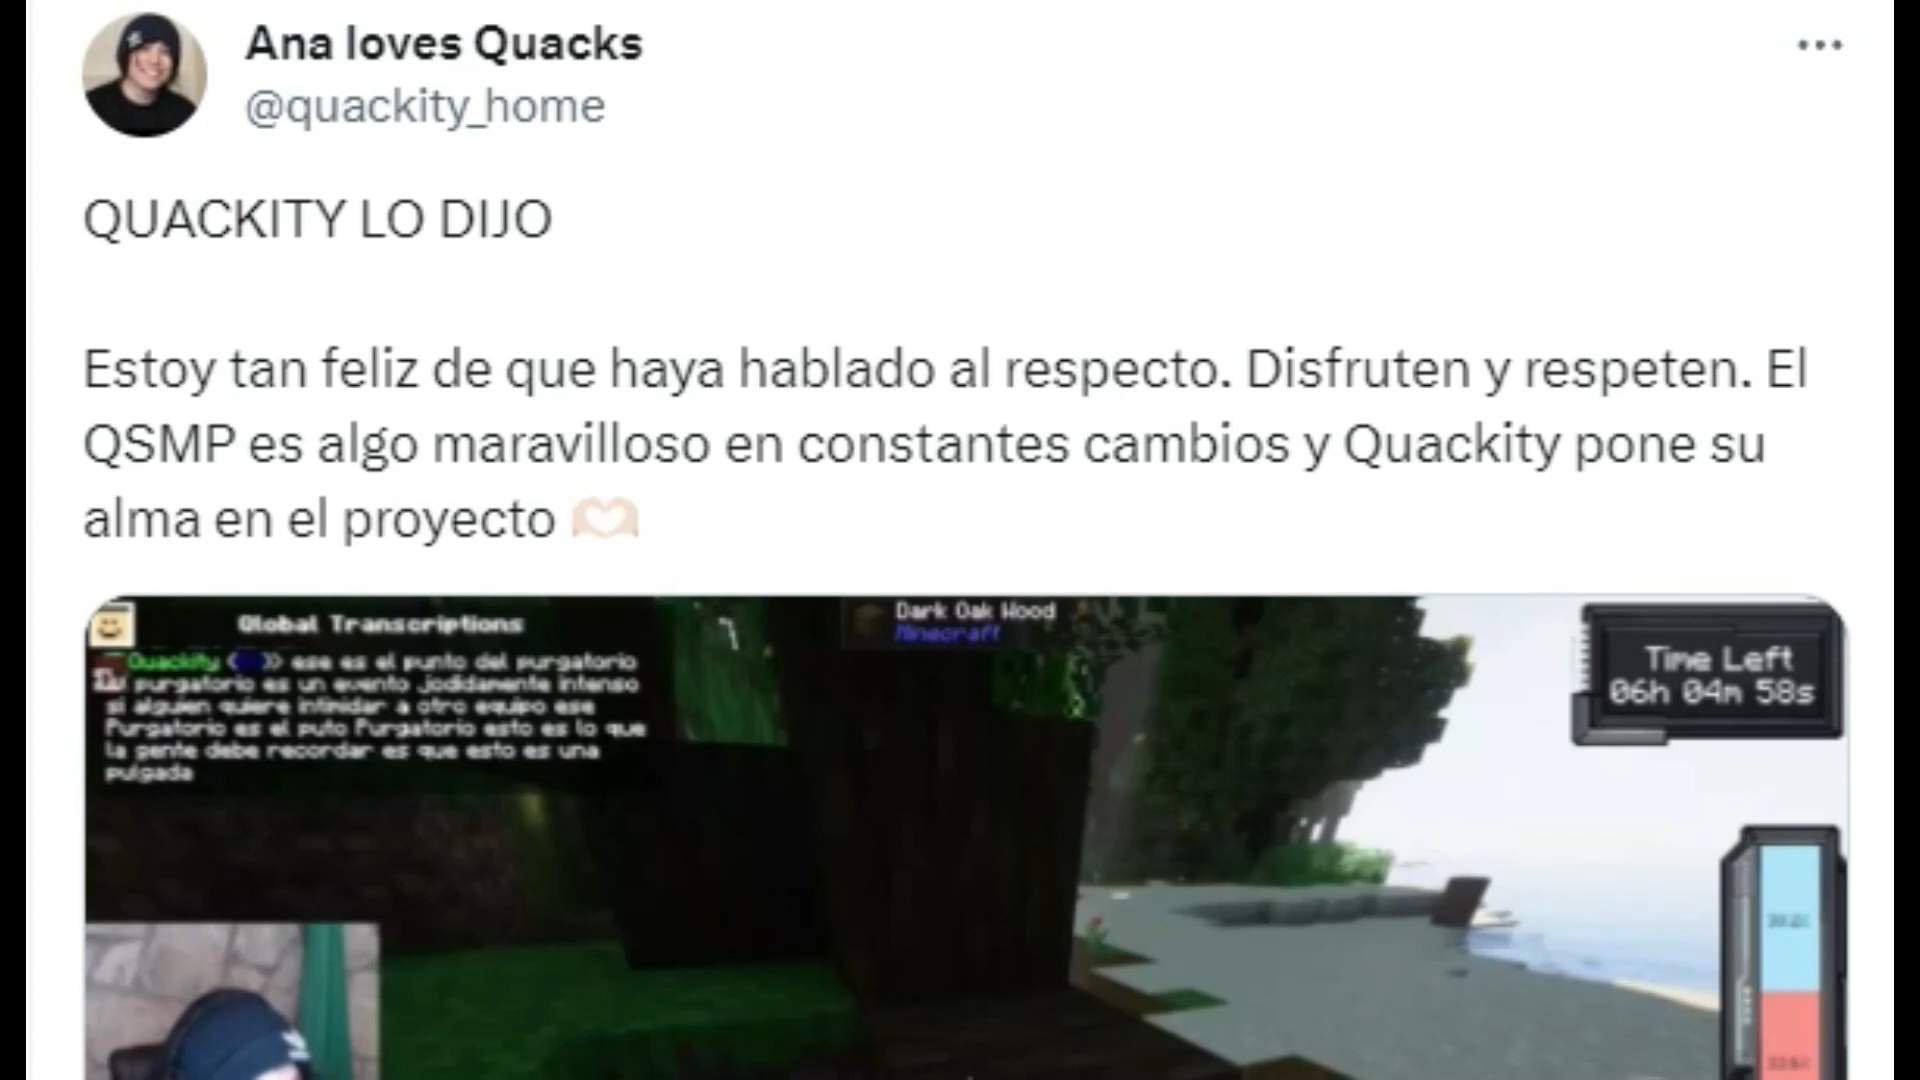 Ana loves Quacks
@quackity_home
QUACKITY LO DIJO
Estoy tan feliz de que haya hablado al respecto. Disfruten y respeten. El
QSMP es algo maravilloso en constantes cambios y Quackity pone su
alma en el proyecto
Global Transcriptions
Quackity ese es el punto del purgatorio
purgatorio es un evento jodidamente intenso
si alguien quiere intimidar a otro equipo ese
Purgatorio es el puto Purgatorio esto es lo que
la gente debe recordar es que esto es una
pulgada
Dark Oak Wood
Minecraft
Time Left
06h 04m 58s